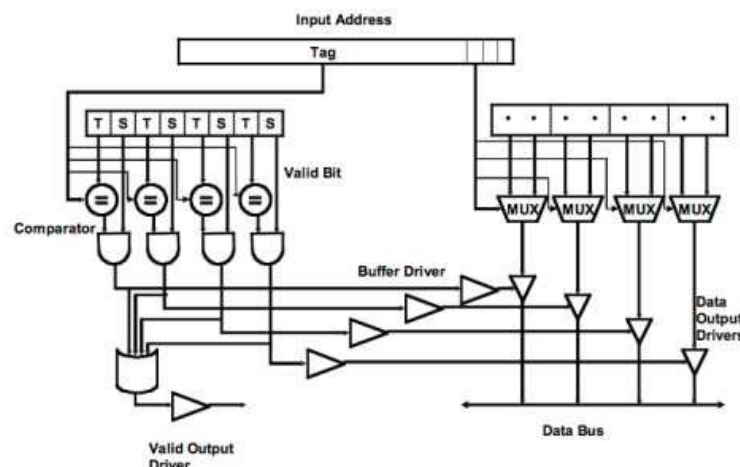 Input Address
Tag
T S T S T S T S
Valid Bit
= = = =
Comparator
MUX MUX MUX MUX
Buffer Driver
Data
Output
Drivers
Valid Output
Driver
Data Bus